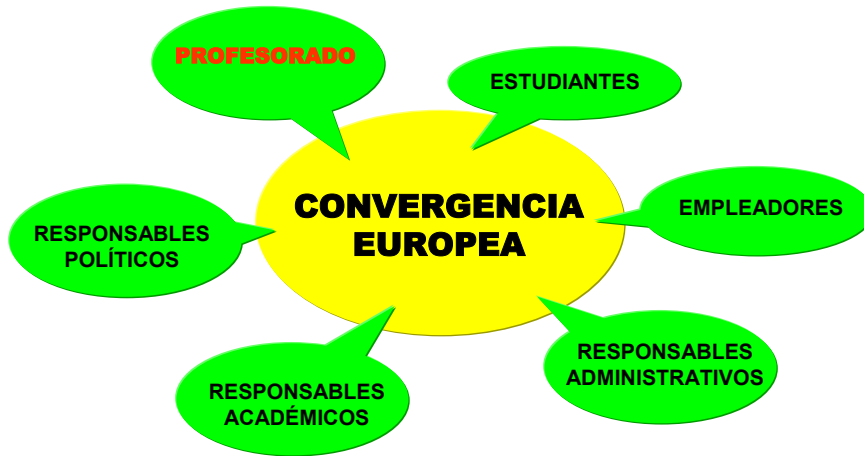 PROFESORADO
ESTUDIANTES
CONVERGENCIA
EUROPEA
EMPLEADORES
RESPONSABLES
POLÍTICOS
RESPONSABLES
ADMINISTRATIVOS
RESPONSABLES
ACADÉMICOS